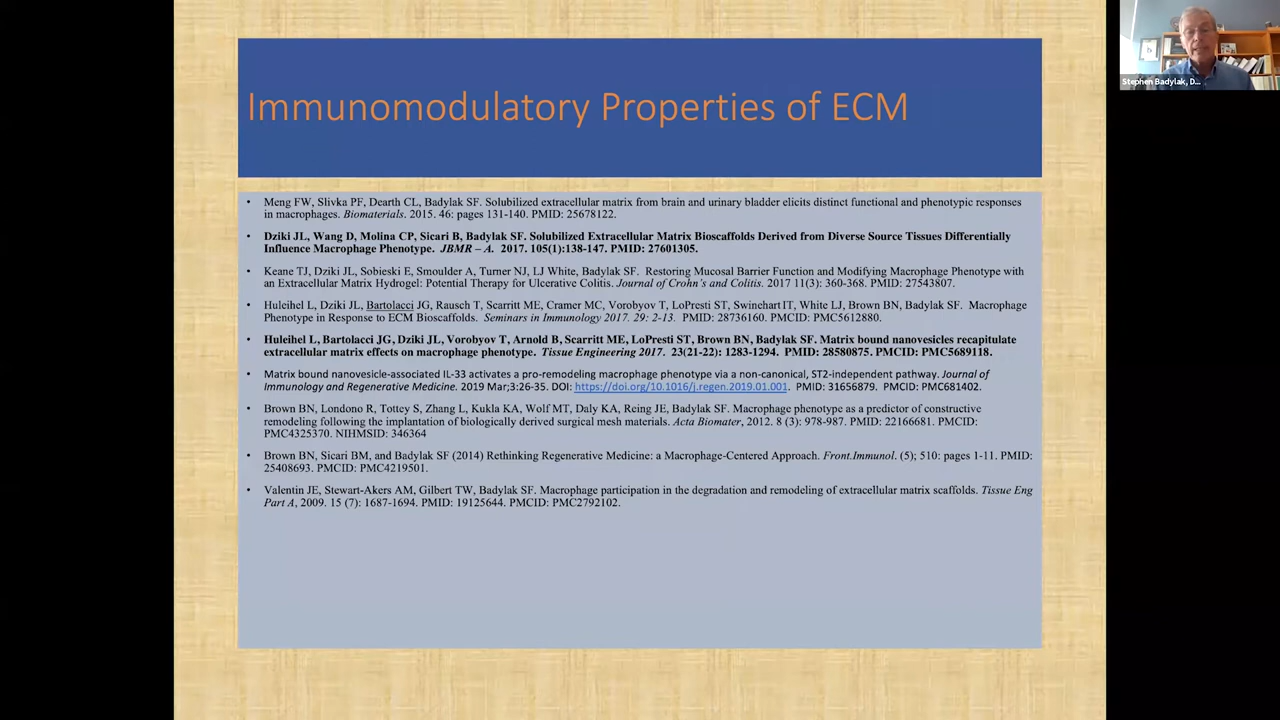 Immunomodulatory Properties of ECM
Stephen Badylak, D...
• Meng FW, Slivka PF, Dearth CL, Badylak SF. Solubilized extracellular matrix from brain and urinary bladder elicits distinct functional and phenotypic responses
in macrophages. Biomaterials. 2015. 46: pages 131-140. PMID: 25678122.
• Dziki JL, Wang D, Molina CP, Sicari B, Badylak SF. Solubilized Extracellular Matrix Bioscaffolds Derived from Diverse Source Tissues Differentially
Influence Macrophage Phenotype. JBMR – A. 2017. 105(1):138-147. PMID: 27601305.
• Keane TJ, Dziki JL, Sobieski E, Smoulder A, Turner NJ, LJ White, Badylak SF. Restoring Mucosal Barrier Function and Modifying Macrophage Phenotype with
an Extracellular Matrix Hydrogel: Potential Therapy for Ulcerative Colitis. Journal of Crohn's and Colitis. 2017 11(3): 360-368. PMID: 27543807.
• Huleihel L, Dziki JL, Bartolacci JG, Rausch T, Scarritt ME, Cramer MC, Vorobyov T, LoPresti ST, Swinehart IT, White LJ, Brown BN, Badylak SF. Macrophage
Phenotype in Response to ECM Bioscaffolds. Seminars in Immunology 2017. 29: 2-13. PMID: 28736160. PMCID: PMC5612880.
• Huleihel L, Bartolacci JG, Dziki JL, Vorobyov T, Arnold B, Scarritt ME, LoPresti ST, Brown BN, Badylak SF. Matrix bound nanovesicles recapitulate
extracellular matrix effects on macrophage phenotype. Tissue Engineering 2017. 23(21-22): 1283-1294. PMID: 28580875. PMCID: PMC5689118.
• Matrix bound nanovesicle-associated IL-33 activates a pro-remodeling macrophage phenotype via a non-canonical, ST2-independent pathway. Journal of
Immunology and Regenerative Medicine. 2019 Mar;3:26-35. DOI: https://doi.org/10.1016/j.regen.2019.01.001. PMID: 31656879. PMCID: PMC681402.
• Brown BN, Londono R, Tottey S, Zhang L, Kukla KA, Wolf MT, Daly KA, Reing JE, Badylak SF. Macrophage phenotype as a predictor of constructive
remodeling following the implantation of biologically derived surgical mesh materials. Acta Biomater, 2012. 8 (3): 978-987. PMID: 22166681. PMCID:
PMC4325370. NIHMSID: 346364
• Brown BN, Sicari BM, and Badylak SF (2014) Rethinking Regenerative Medicine: a Macrophage-Centered Approach. Front.Immunol. (5); 510: pages 1-11. PMID:
25408693. PMCID: PMC4219501.
• Valentin JE, Stewart-Akers AM, Gilbert TW, Badylak SF. Macrophage participation in the degradation and remodeling of extracellular matrix scaffolds. Tissue Eng
Part A, 2009. 15 (7): 1687-1694. PMID: 19125644. PMCID: PMC2792102.